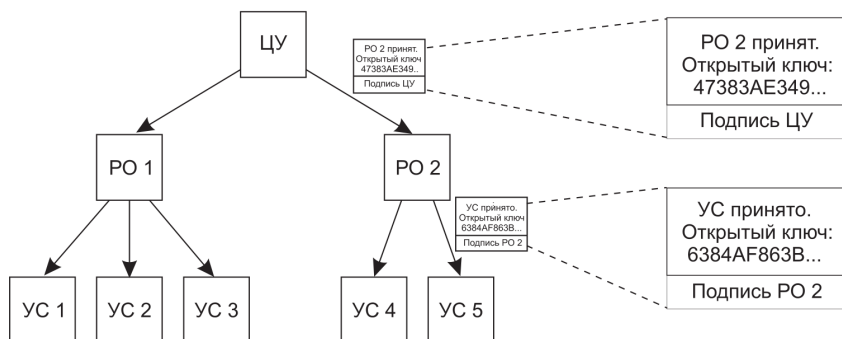 ЦУ
РО 2 принят.
Открытый ключ
47383AE349..
Подпись ЦУ
РО 2 принят.
Открытый ключ:
47383AE349...
Подпись ЦУ
РО 1
РО 2
УС принято.
Открытый ключ
6384AF863B...
Подпись РО 2
УС принято.
Открытый ключ:
6384AF863B...
Подпись РО 2
УС 1
УС 2
УС 3
УС 4
УС 5